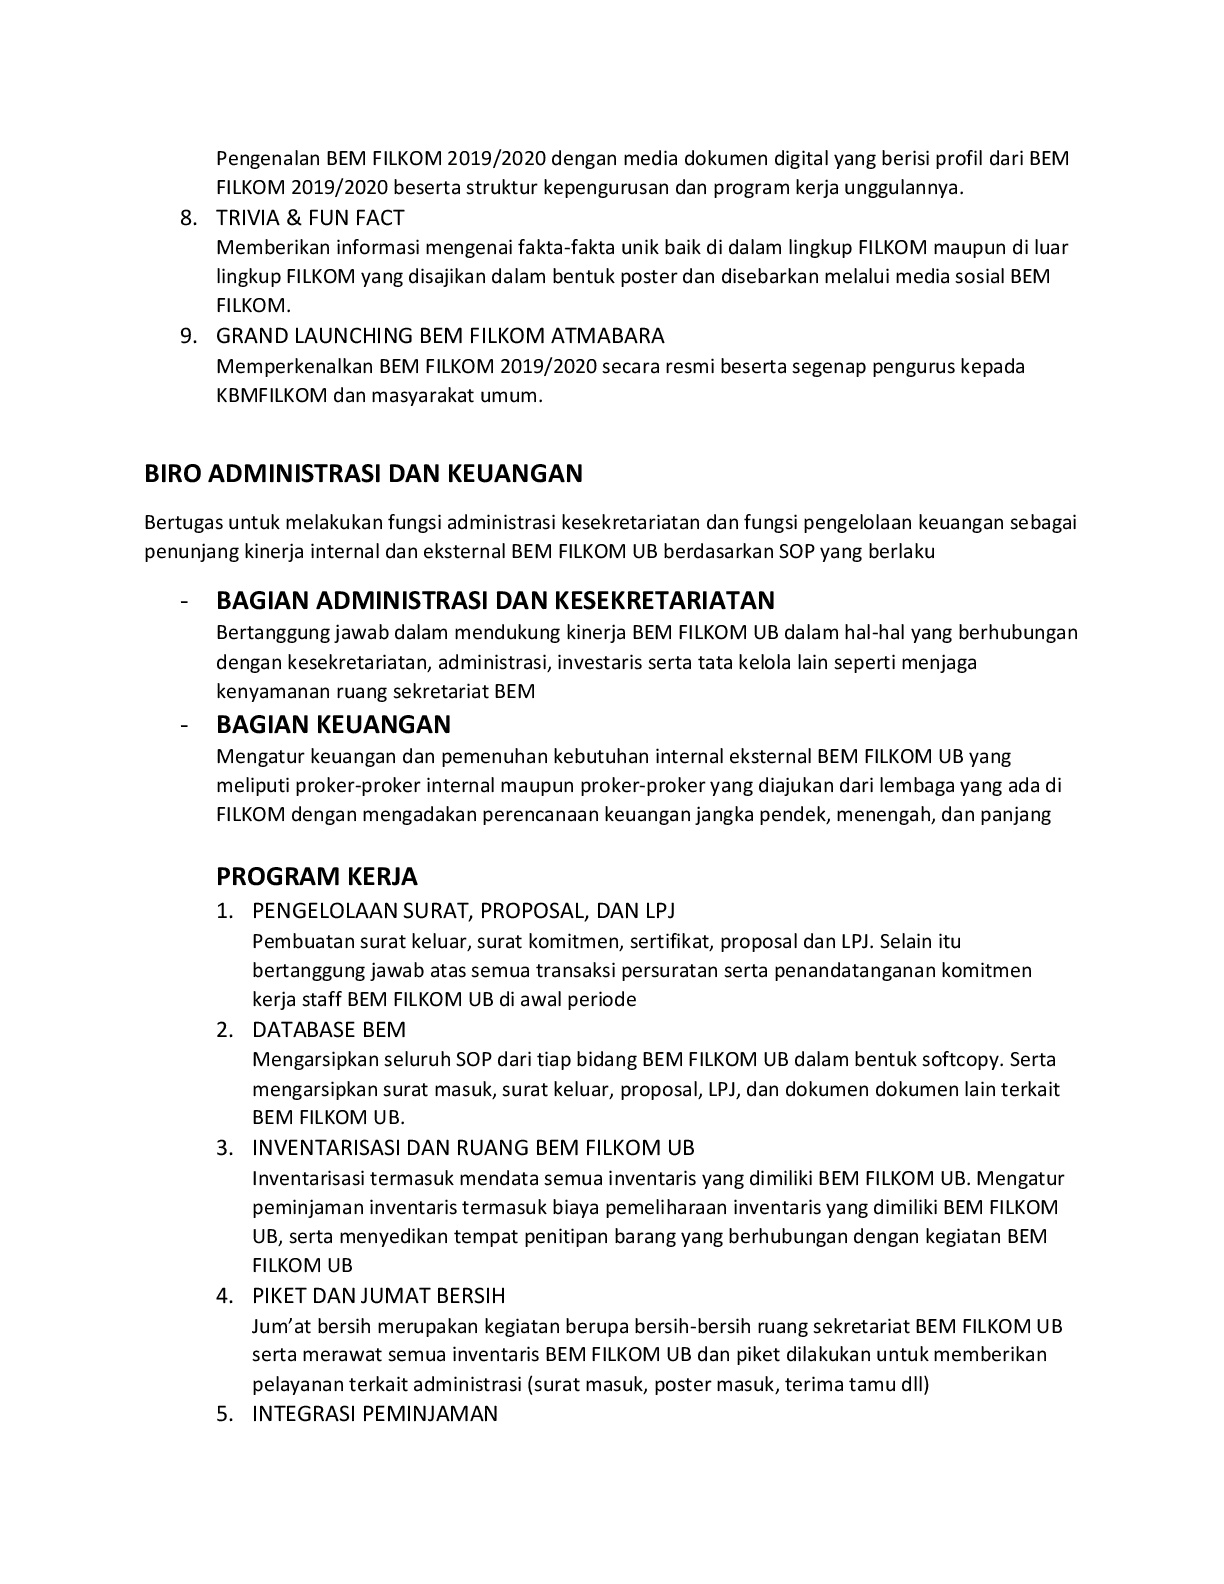 Pengenalan BEM FILKOM 2019/2020 dengan media dokumen digital yang berisi profil dari BEM
FILKOM 2019/2020 beserta struktur kepengurusan dan program kerja unggulannya.
8. TRIVIA & FUN FACT
Memberikan informasi mengenai fakta-fakta unik baik di dalam lingkup FILKOM maupun di luar
lingkup FILKOM yang disajikan dalam bentuk poster dan disebarkan melalui media sosial BEM
FILKOM.
9. GRAND LAUNCHING BEM FILKOM ATMABARA
Memperkenalkan BEM FILKOM 2019/2020 secara resmi beserta segenap pengurus kepada
KBMFILKOM dan masyarakat umum.
BIRO ADMINISTRASI DAN KEUANGAN
Bertugas untuk melakukan fungsi administrasi kesekretariatan dan fungsi pengelolaan keuangan sebagai
penunjang kinerja internal dan eksternal BEM FILKOM UB berdasarkan SOP yang berlaku
- BAGIAN ADMINISTRASI DAN KESEKRETARIATAN
Bertanggung jawab dalam mendukung kinerja BEM FILKOM UB dalam hal-hal yang berhubungan
dengan kesekretariatan, administrasi, investaris serta tata kelola lain seperti menjaga
kenyamanan ruang sekretariat BEM
- BAGIAN KEUANGAN
Mengatur keuangan dan pemenuhan kebutuhan internal eksternal BEM FILKOM UB yang
meliputi proker-proker internal maupun proker-proker yang diajukan dari lembaga yang ada di
FILKOM dengan mengadakan perencanaan keuangan jangka pendek, menengah, dan panjang
PROGRAM KERJA
1. PENGELOLAAN SURAT, PROPOSAL, DAN LPJ
Pembuatan surat keluar, surat komitmen, sertifikat, proposal dan LPJ. Selain itu
bertanggung jawab atas semua transaksi persuratan serta penandatanganan komitmen
kerja staff BEM FILKOM UB di awal periode
2. DATABASE BEM
Mengarsipkan seluruh SOP dari tiap bidang BEM FILKOM UB dalam bentuk softcopy. Serta
mengarsipkan surat masuk, surat keluar, proposal, LPJ, dan dokumen dokumen lain terkait
BEM FILKOM UB.
3. INVENTARISASI DAN RUANG BEM FILKOM UB
Inventarisasi termasuk mendata semua inventaris yang dimiliki BEM FILKOM UB. Mengatur
peminjaman inventaris termasuk biaya pemeliharaan inventaris yang dimiliki BEM FILKOM
UB, serta menyedikan tempat penitipan barang yang berhubungan dengan kegiatan BEM
FILKOM UB
4. PIKET DAN JUMAT BERSIH
Jum’at bersih merupakan kegiatan berupa bersih-bersih ruang sekretariat BEM FILKOM UB
serta merawat semua inventaris BEM FILKOM UB dan piket dilakukan untuk memberikan
pelayanan terkait administrasi (surat masuk, poster masuk, terima tamu dll)
5. INTEGRASI PEMINJAMAN